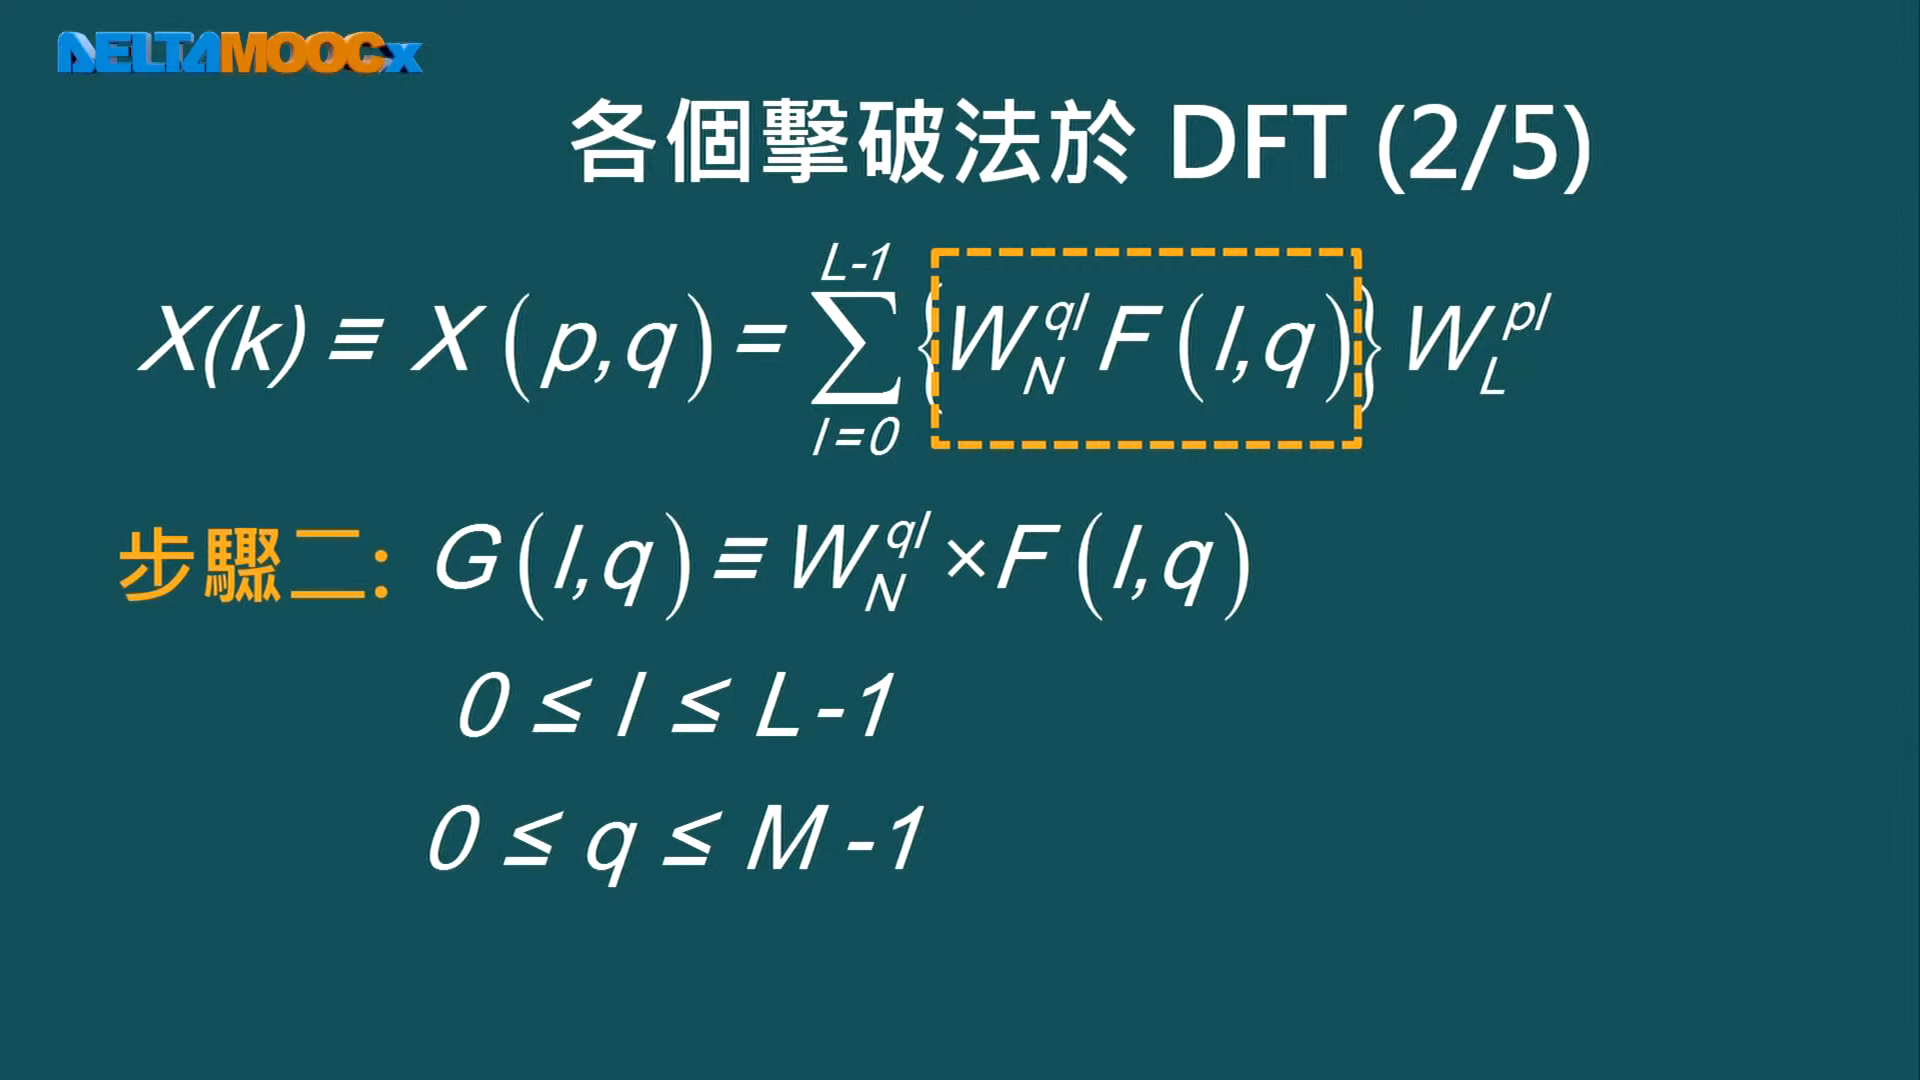 DELTAMOOCx
各個擊破法於 DFT (2/5)
X(k) ≡ X(p,q) = \sum_{l=0}^{L-1} {W_N^{ql} F(l,q)} W_L^{pl}
步驟二: G(l,q) ≡ W_N^{ql} × F(l,q)
0 ≤ l ≤ L-1
0 ≤ q ≤ M-1